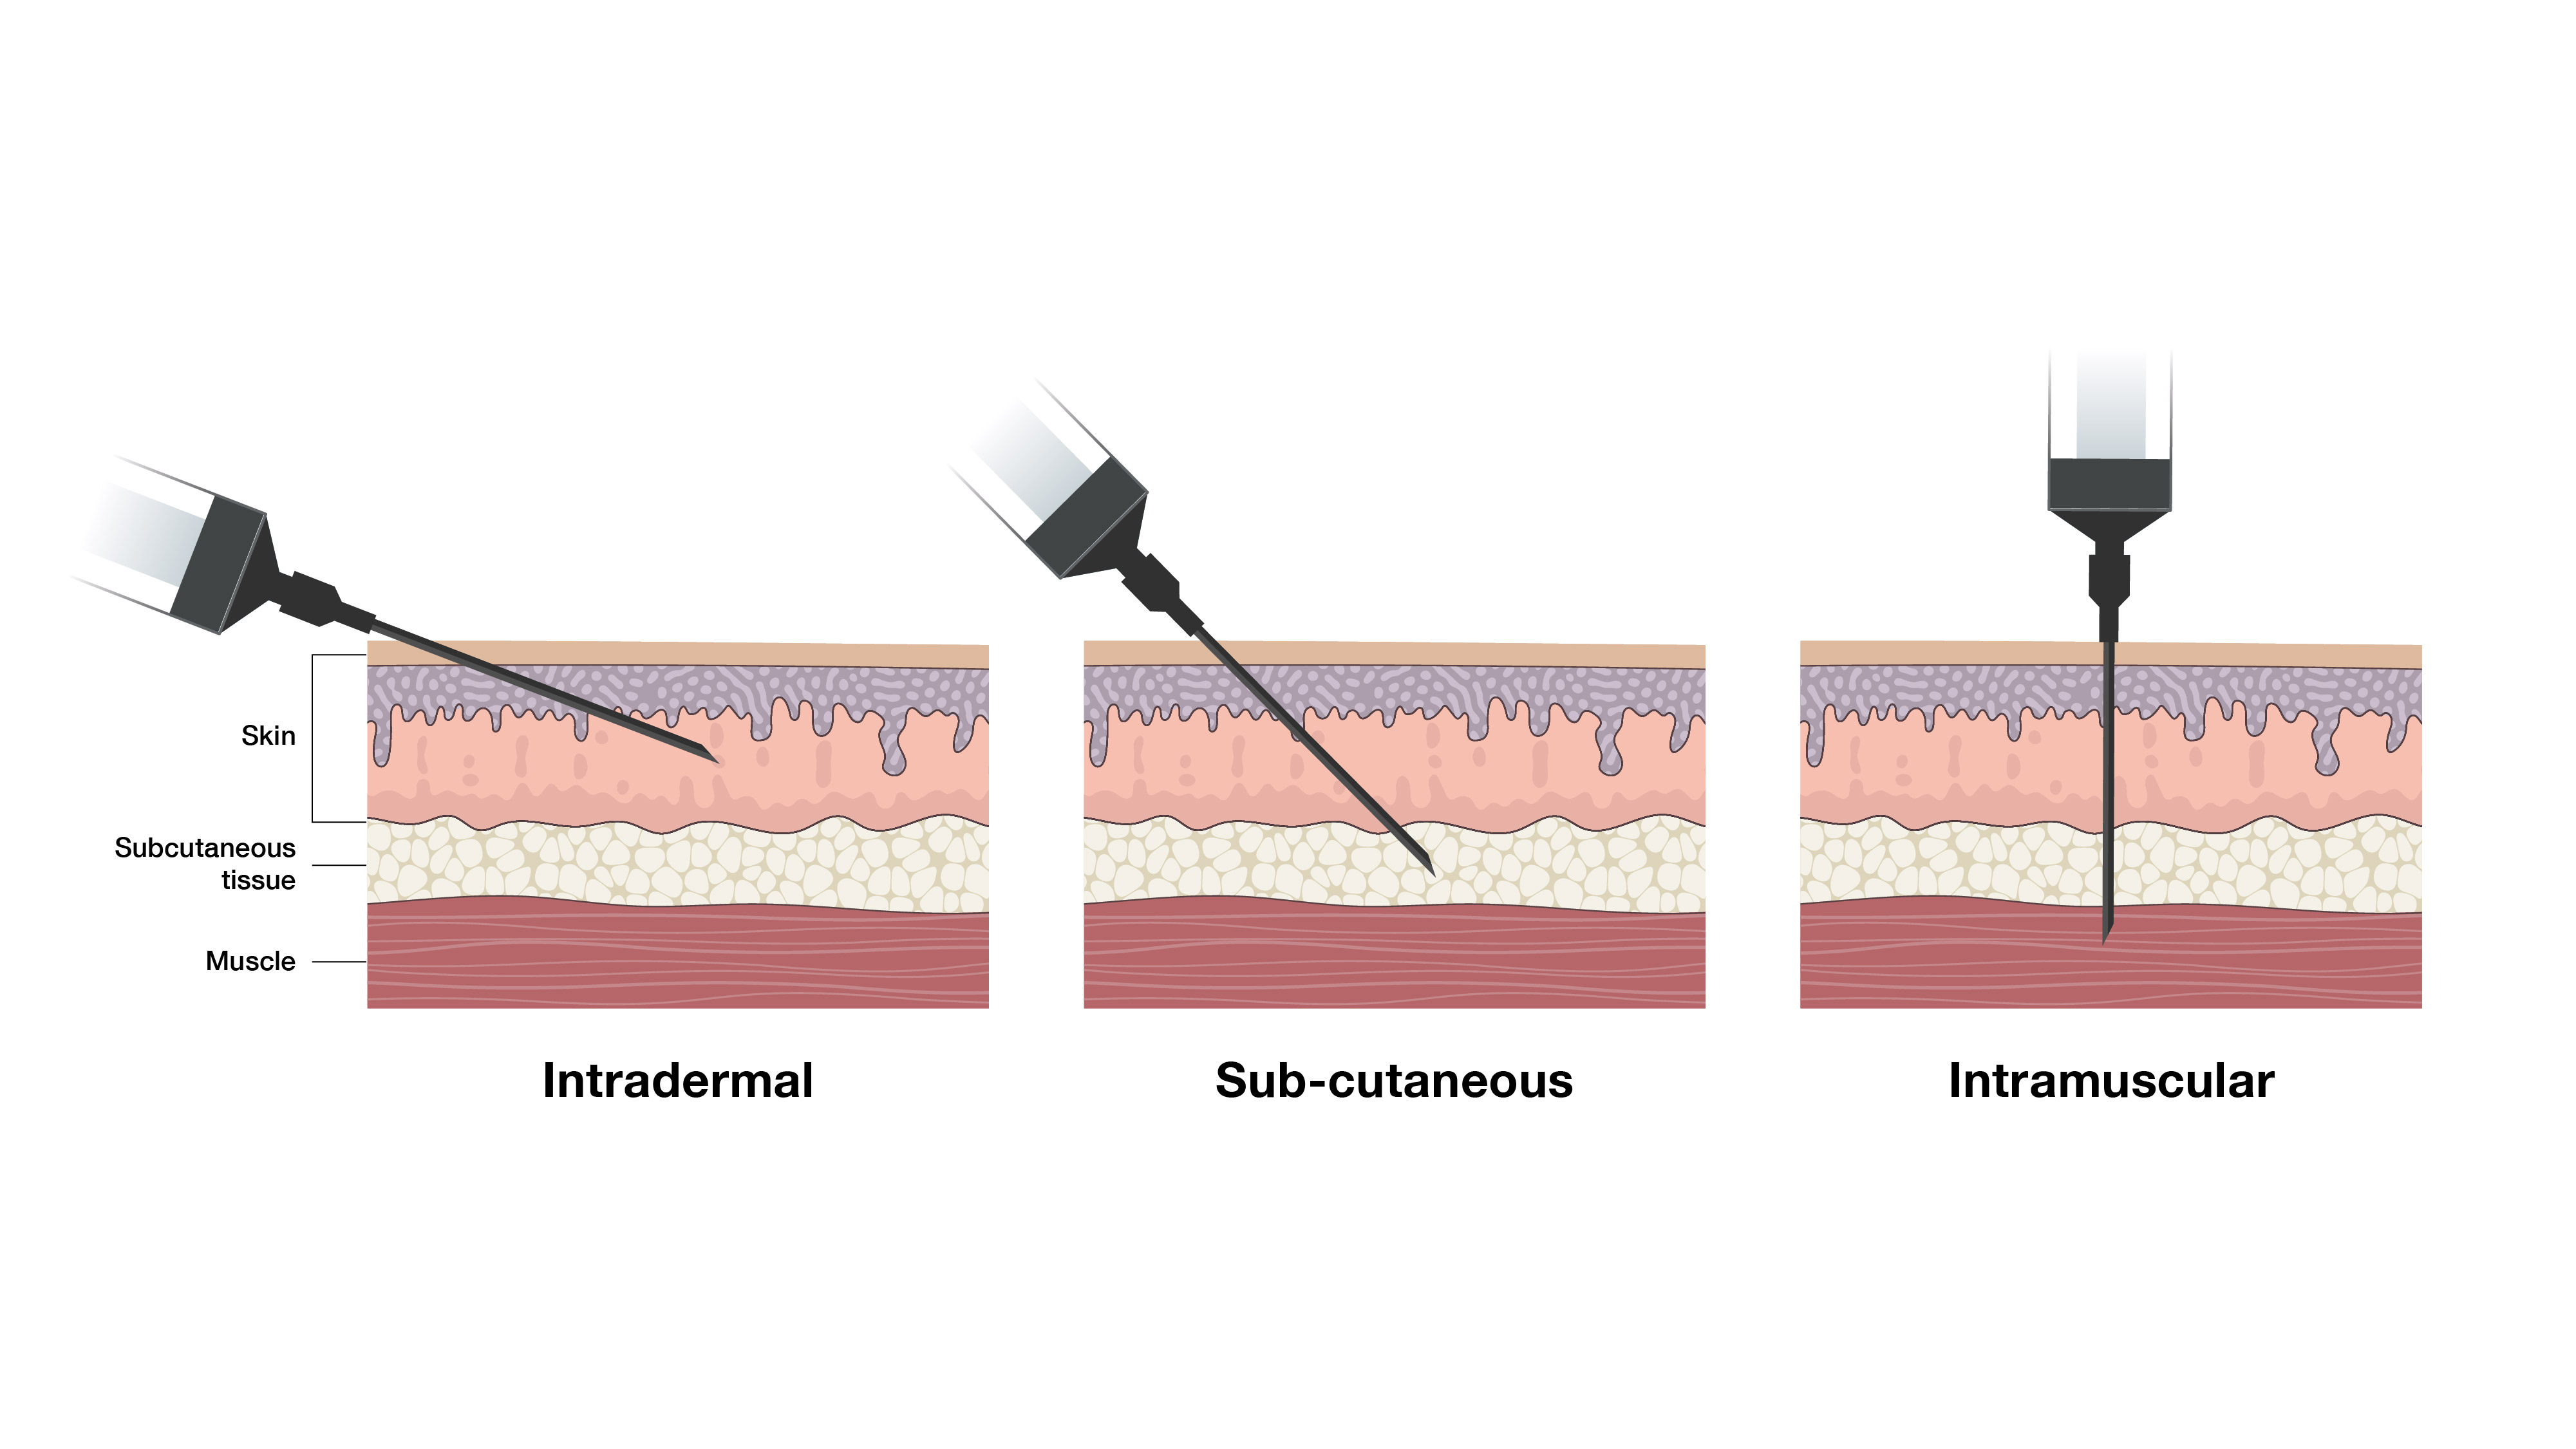 Skin
Subcutaneous
tissue
Muscle
Intradermal
Sub-cutaneous
Intramuscular